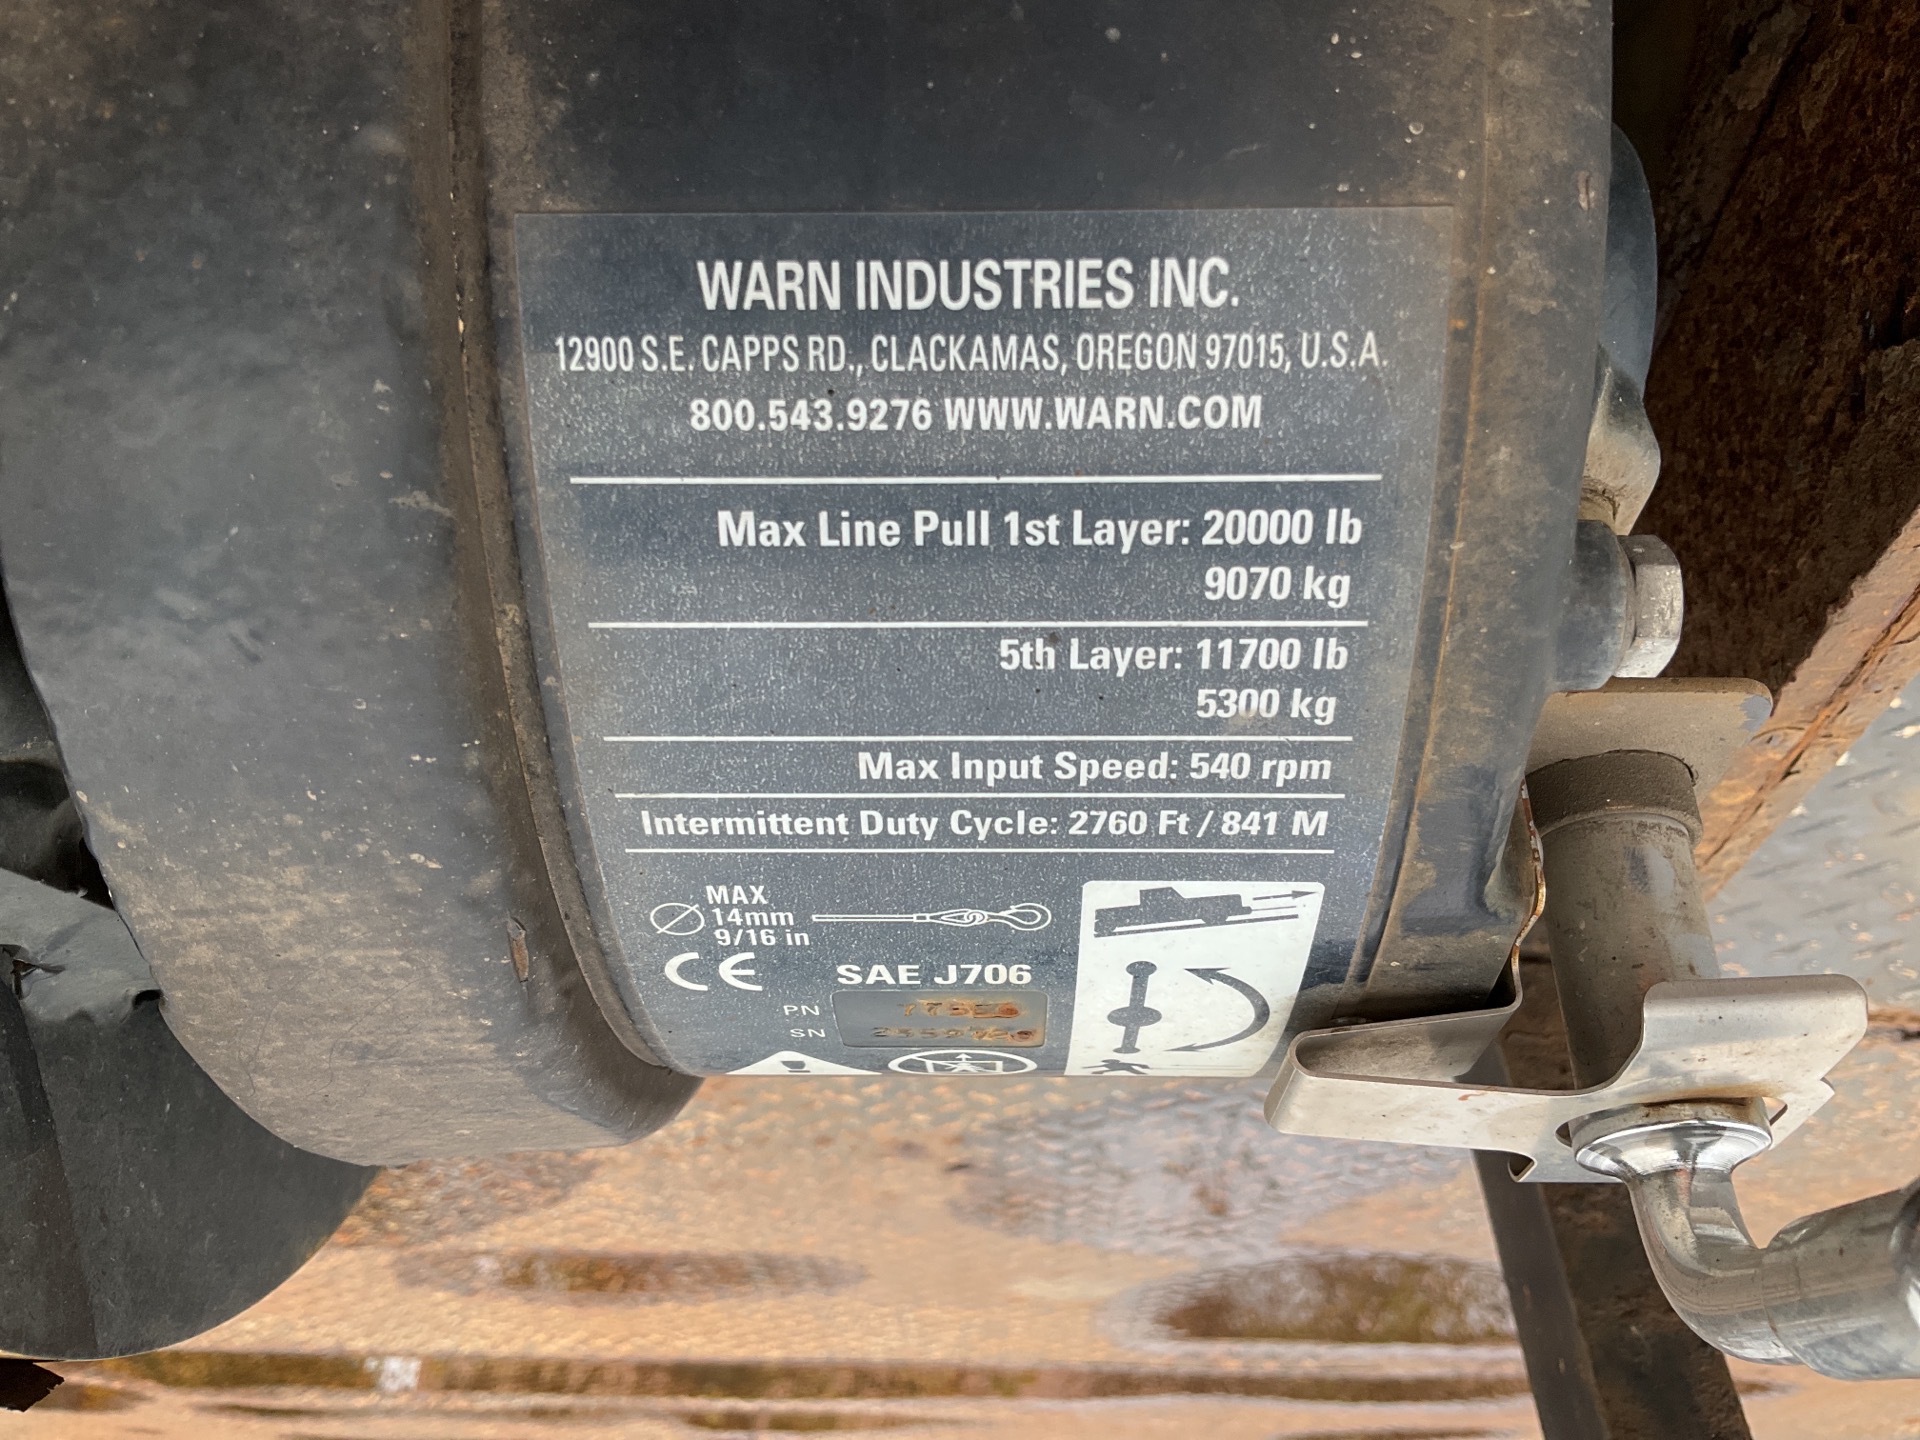 WARN INDUSTRIES INC.
12900 S.E. CAPPS RD., CLACKAMAS, OREGON 97015, U.S.A.
800.543.9276 WWW.WARN.COM
Max Line Pull 1st Layer: 20000 lb
9070 kg
5th Layer: 11700 lb
5300 kg
Max Input Speed: 540 rpm
Intermittent Duty Cycle: 2760 Ft / 841 M
MAX
14mm
9/16 in
CE SAE J706
PN
SN